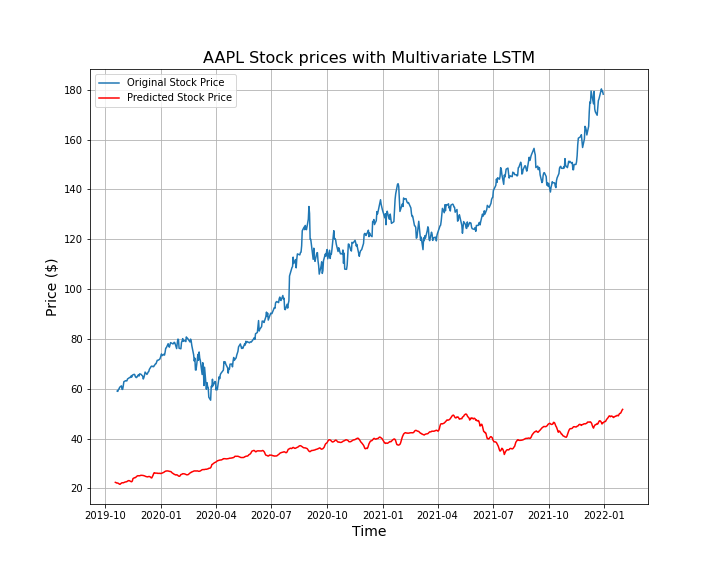 AAPL Stock prices with Multivariate LSTM
Original Stock Price
Predicted Stock Price
180
160
140
120
100
80
60
40
20
Price ($)
2019-10 2020-01 2020-04 2020-07 2020-10 2021-01 2021-04 2021-07 2021-10 2022-01
Time